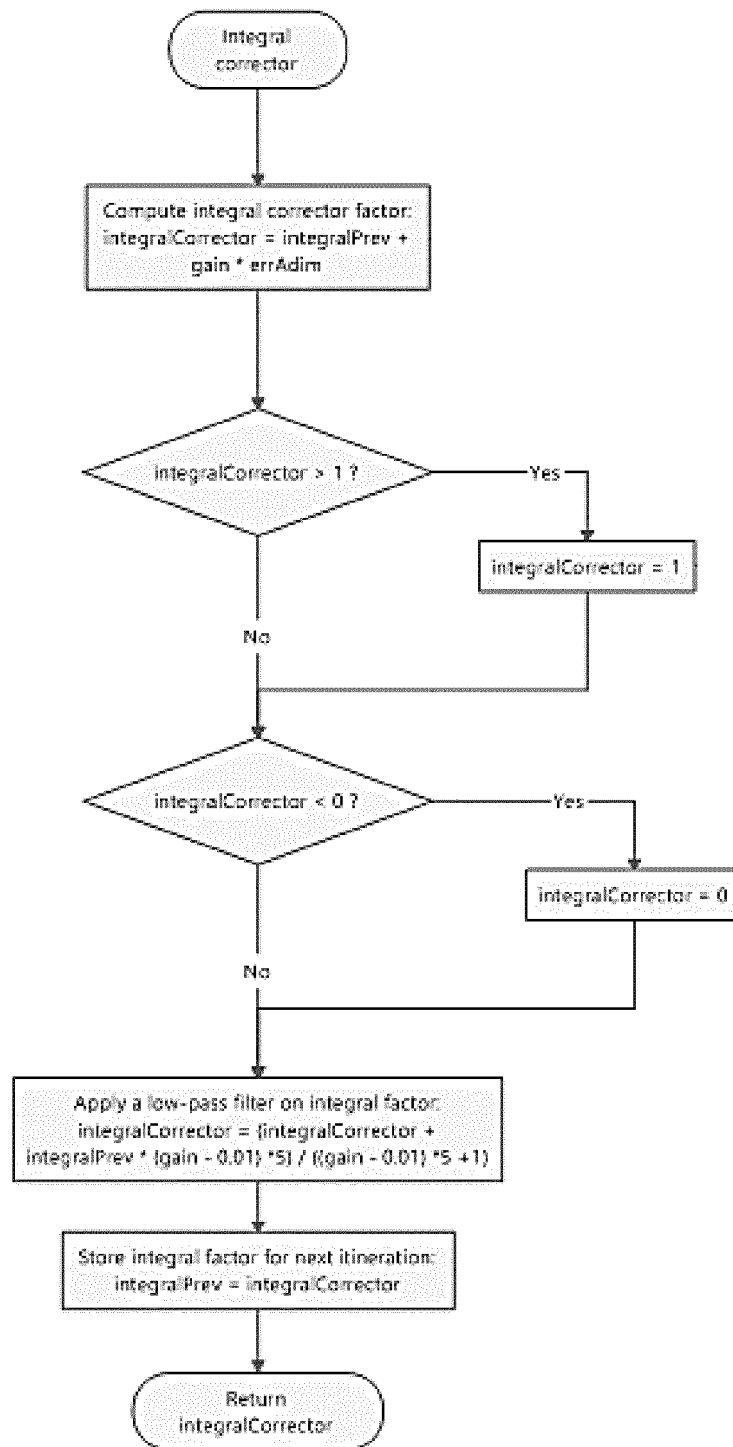 Integral
corrector
Compute integral corrector factor:
integralCorrector = integralPrev +
gain * errAdim
integralCorrector > 1 ?
Yes
integralCorrector = 1
No
integralCorrector < 0 ?
Yes
integralCorrector = 0
No
Apply a low-pass filter on integral factor:
integralCorrector = (integralCorrector +
integralPrev * (gain - 0.01) *5) / ((gain - 0.01) *5 +1)
Store integral factor for next itineration:
integralPrev = integralCorrector
Return
integralCorrector